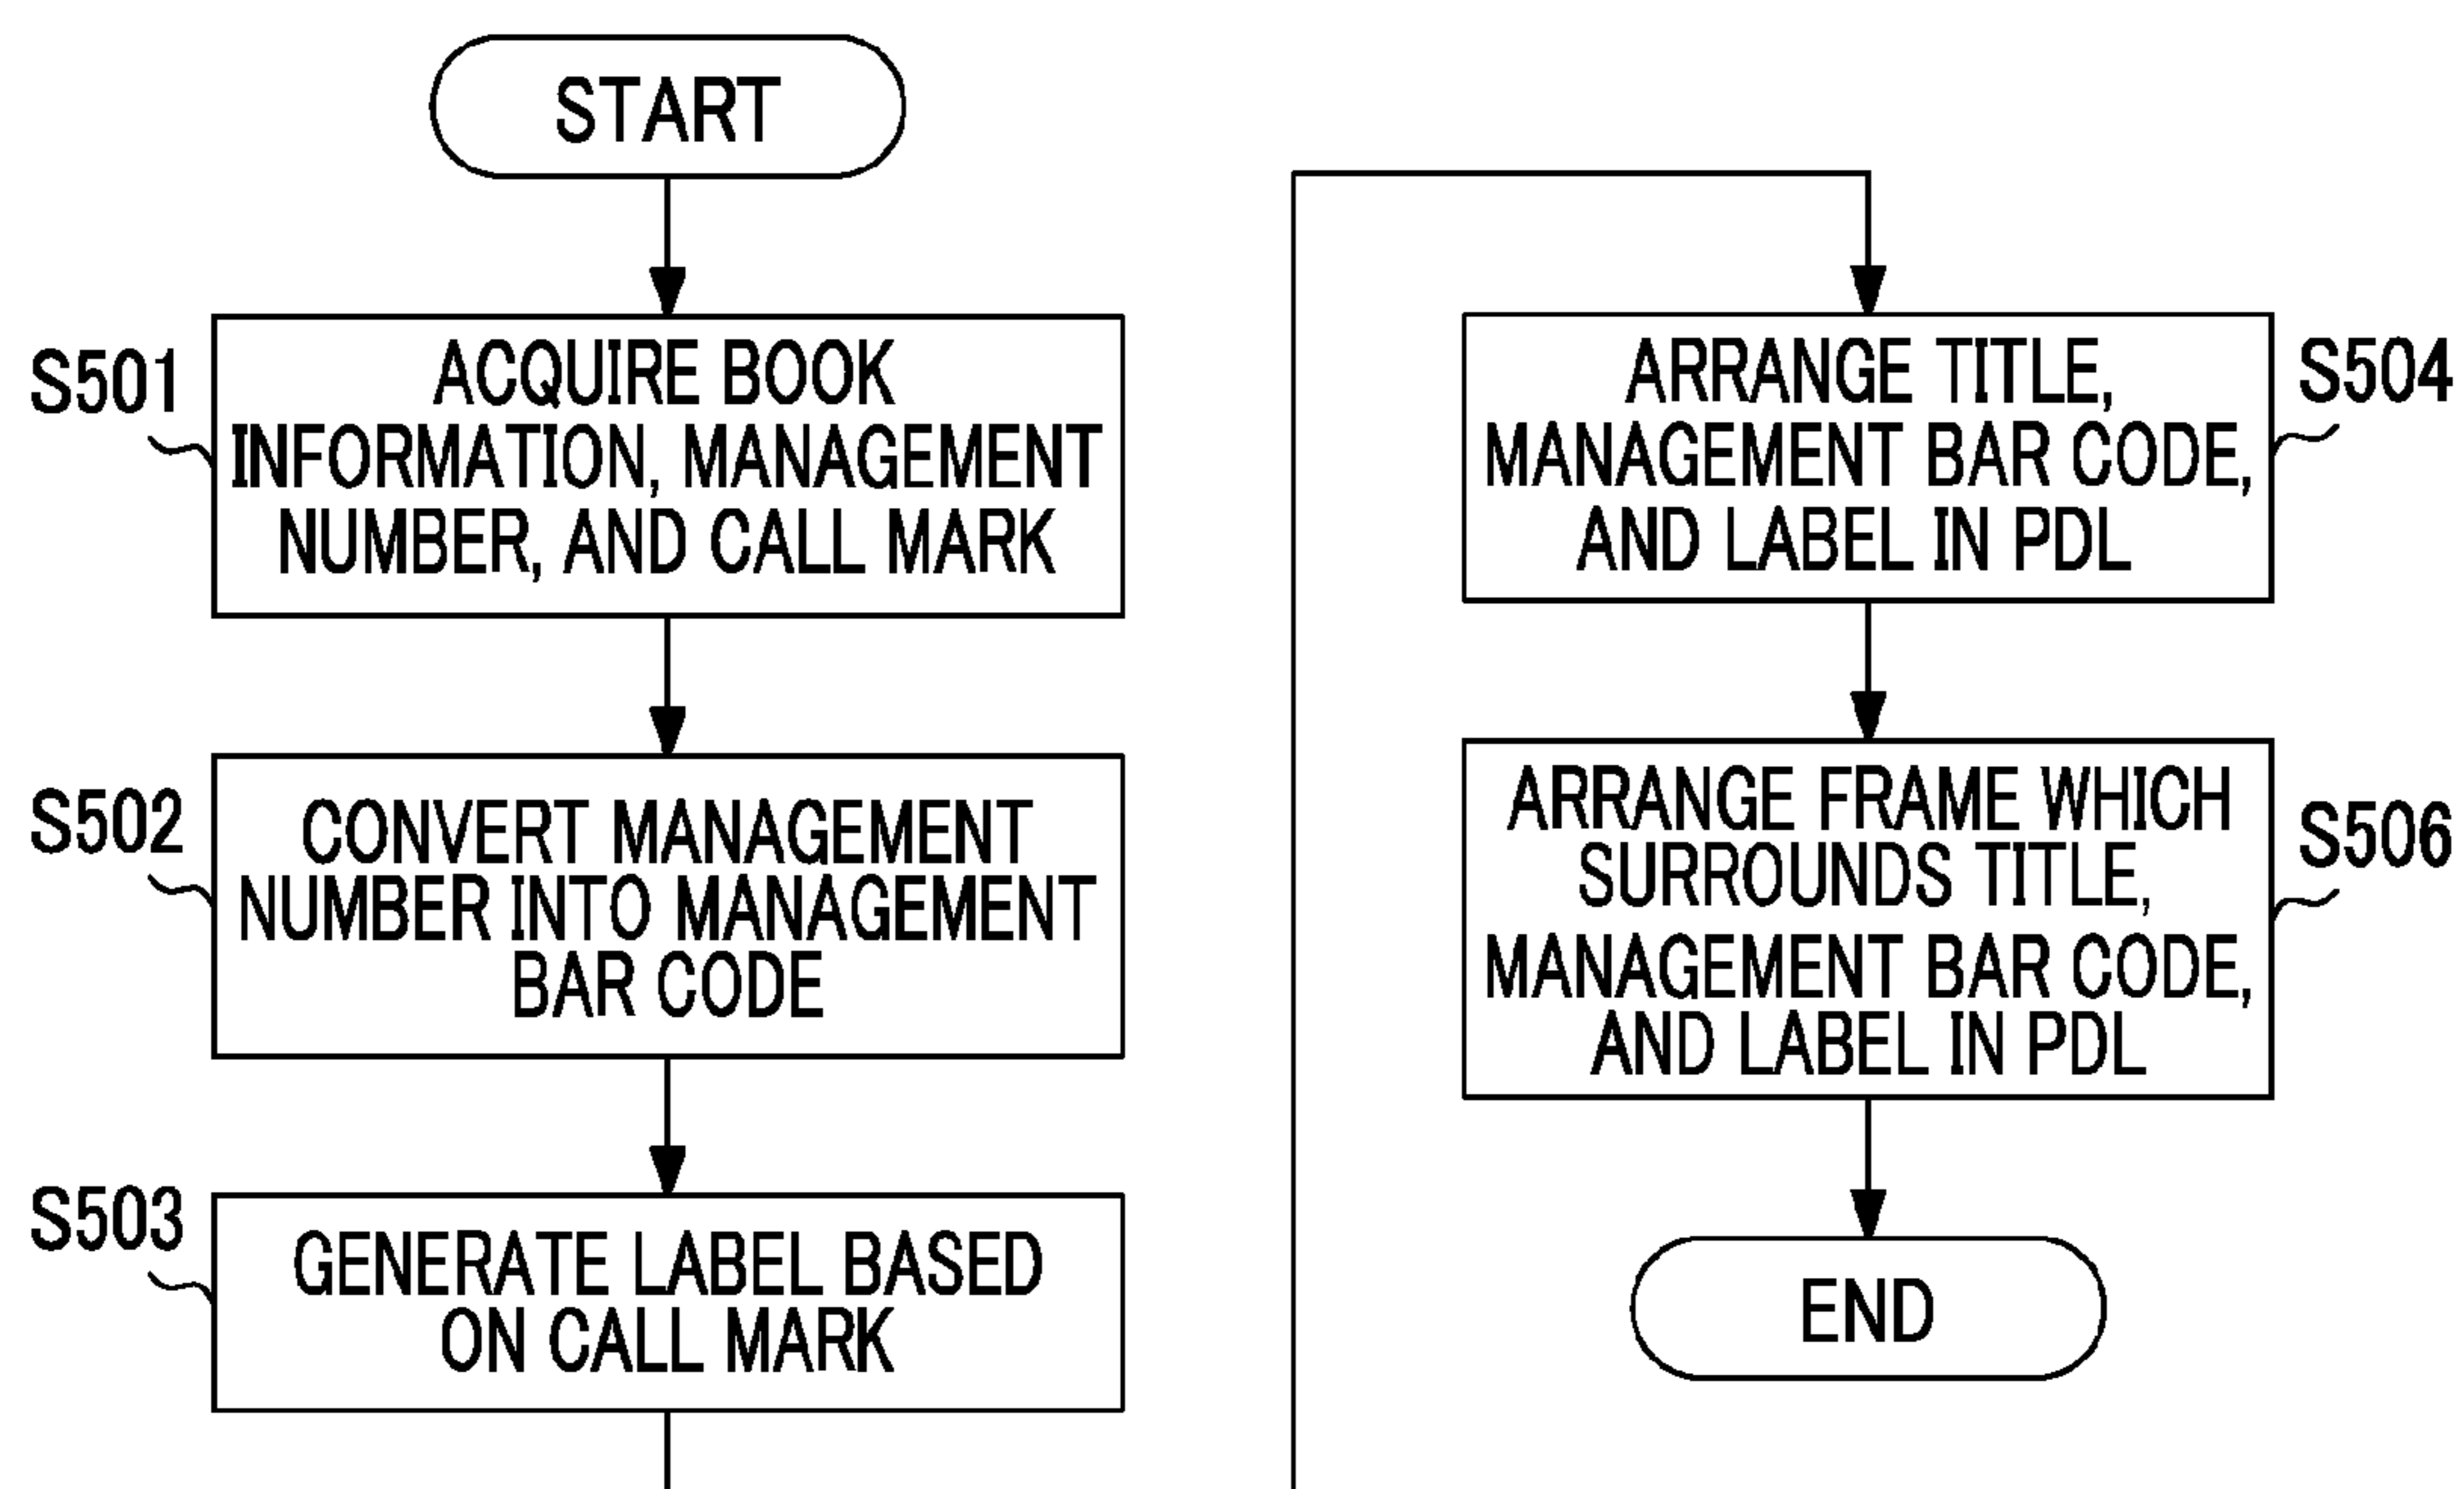 START
S501
ACQUIRE BOOK
INFORMATION, MANAGEMENT
NUMBER, AND CALL MARK
S502
CONVERT MANAGEMENT
NUMBER INTO MANAGEMENT
BAR CODE
S503
GENERATE LABEL BASED
ON CALL MARK
S504
ARRANGE TITLE,
MANAGEMENT BAR CODE,
AND LABEL IN PDL
S506
ARRANGE FRAME WHICH
SURROUNDS TITLE,
MANAGEMENT BAR CODE,
AND LABEL IN PDL
END